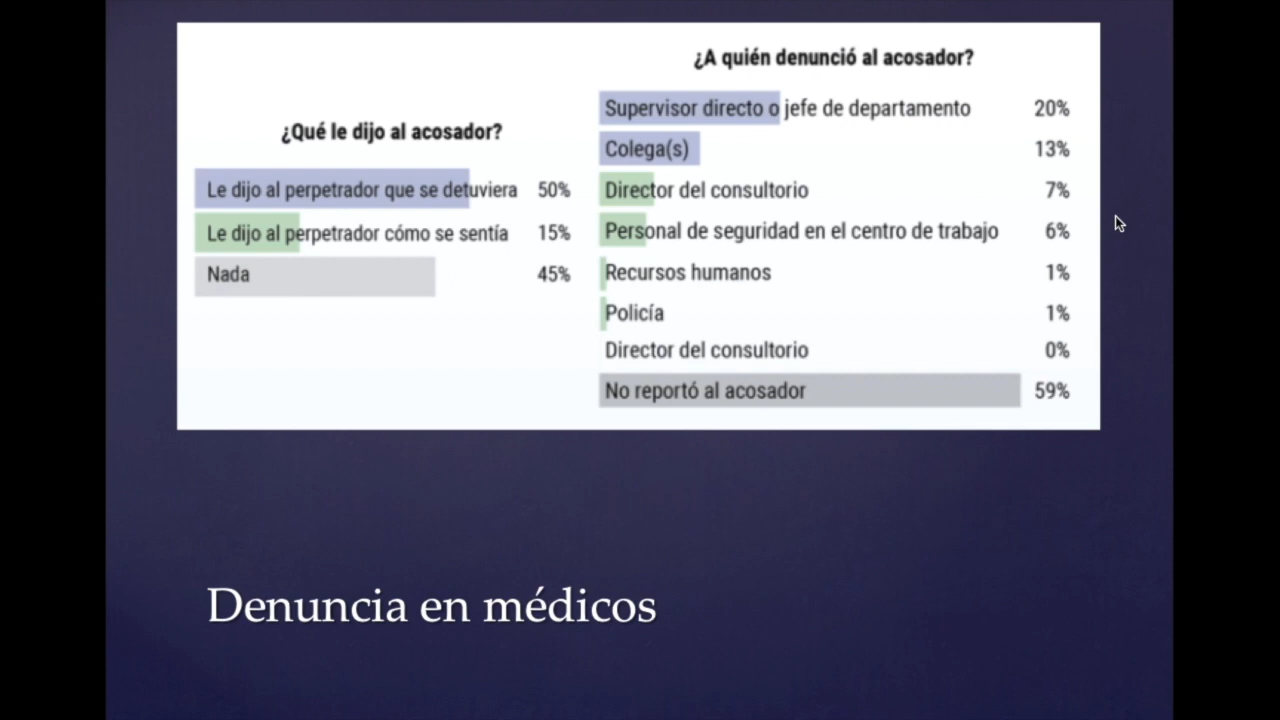 ¿Qué le dijo al acosador?
Le dijo al perpetrador que se detuviera 50%
Le dijo al perpetrador cómo se sentía 15%
Nada 45%
¿A quién denunció al acosador?
Supervisor directo o jefe de departamento 20%
Colega(s) 13%
Director del consultorio 7%
Personal de seguridad en el centro de trabajo 6%
Recursos humanos 1%
Policía 1%
Director del consultorio 0%
No reportó al acosador 59%
Denuncia en médicos